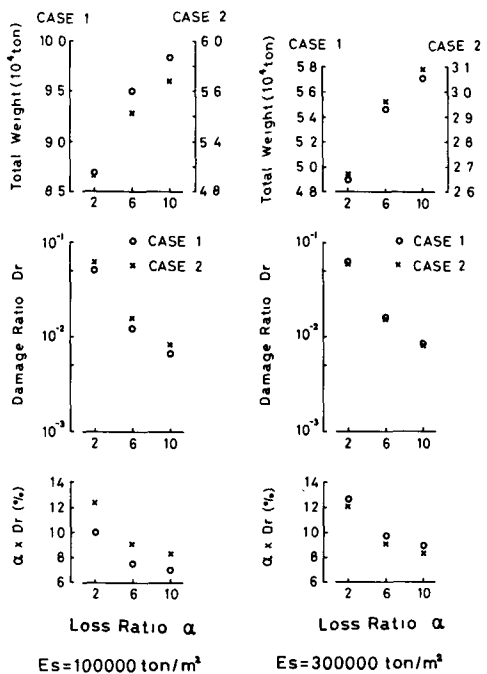 CASE 1 CASE 2
Total Weight (10⁴ ton)
10 0
9 5
9 0
8 5
6 0
5 6
5 4
4 8
2 6 10
CASE 1 CASE 2
Total Weight (10⁴ ton)
5 8
5 6
5 4
5 0
4 8
3 1
3 0
2 9
2 7
2 6
2 6 10
Damage Ratio Dr
10⁻¹
10⁻²
10⁻³
o CASE 1
x CASE 2
2 6 10
Damage Ratio Dr
10⁻¹
10⁻²
10⁻³
o CASE 1
x CASE 2
2 6 10
α x Dr (%)
14
12
10
8
6
2 6 10
Loss Ratio α
Es=100000 ton/m²
α x Dr (%)
14
12
10
8
6
2 6 10
Loss Ratio α
Es=300000 ton/m²